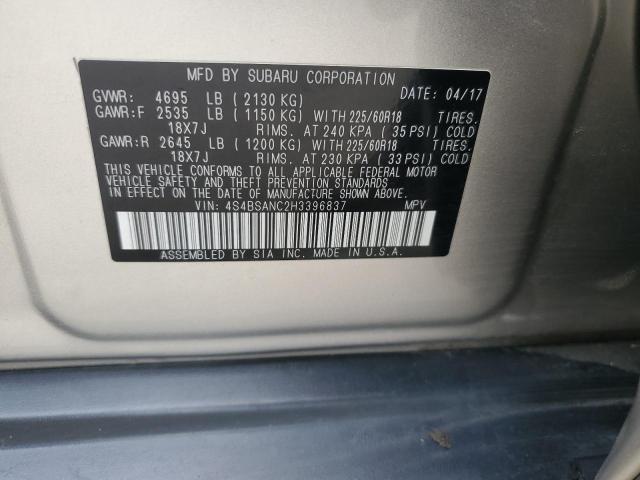 MFD BY SUBARU CORPORATION
GVWR: 4695 LB ( 2130 KG) DATE: 04/17
GAWR:F 2535 LB ( 1150 KG) WITH 225/60R18 TIRES.
18X7J RIMS. AT 240 KPA ( 35 PSI) COLD
GAWR:R 2645 LB ( 1200 KG) WITH 225/60R18 TIRES.
18X7J RIMS. AT 230 KPA ( 33 PSI) COLD
THIS VEHICLE CONFORMS TO ALL APPLICABLE FEDERAL MOTOR
VEHICLE SAFETY AND THEFT PREVENTION STANDARDS IN
EFFECT ON THE DATE OF MANUFACTURE SHOWN ABOVE.
VIN: 4S4BSANC2H3396837 MPV
ASSEMBLED BY SIA INC. MADE IN U.S.A.